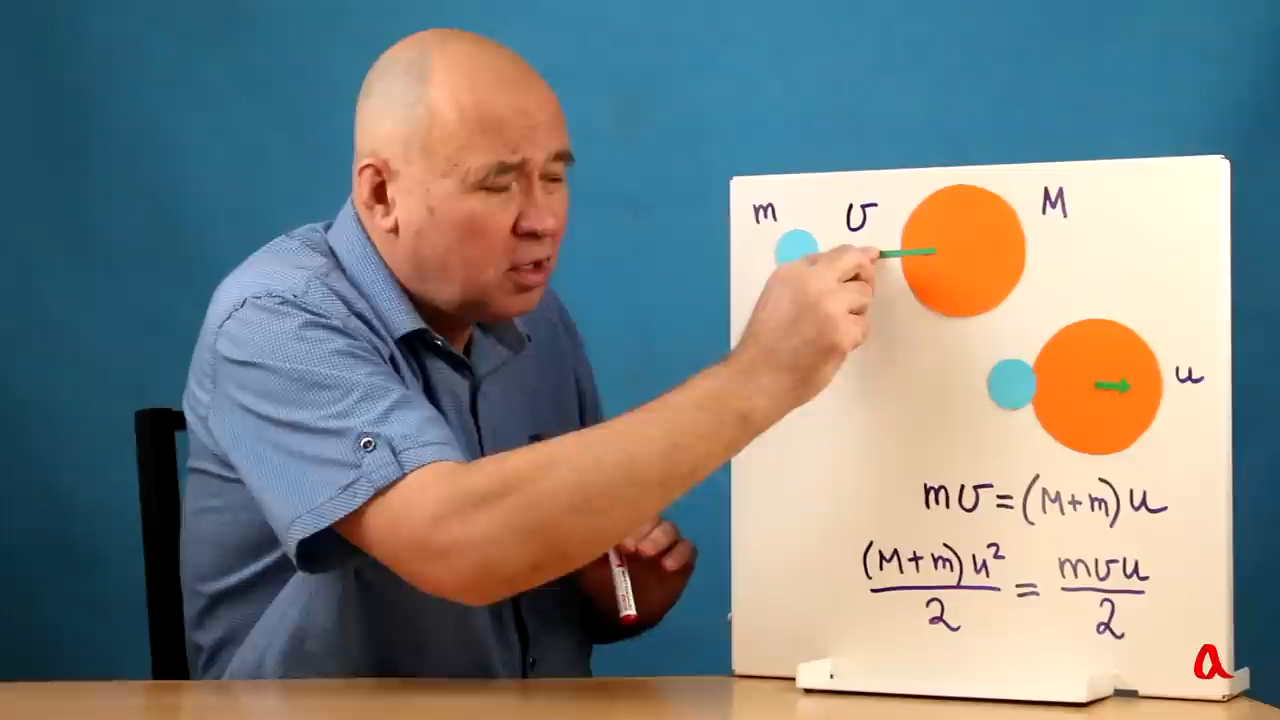 m υ M
u
mυ=(M+m)u
(M+m)u²/2 = mυu/2
a